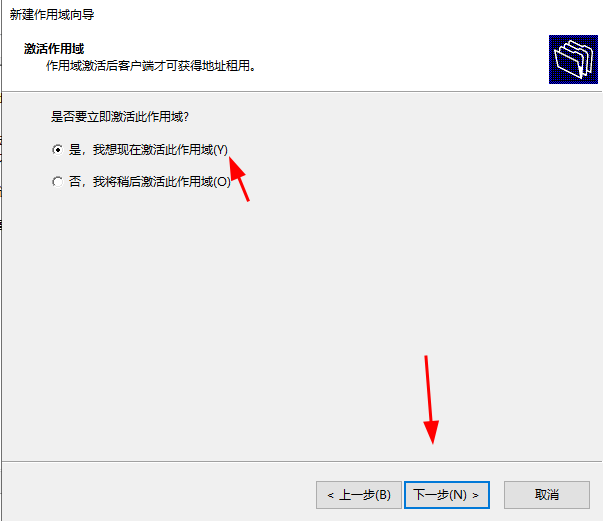 新建作用域向导
激活作用域
作用域激活后客户端才可获得地址租用。
是否要立即激活此作用域?
是，我想现在激活此作用域(Y)
否，我将稍后激活此作用域(O)
< 上一步(B)
下一步(N) >
取消